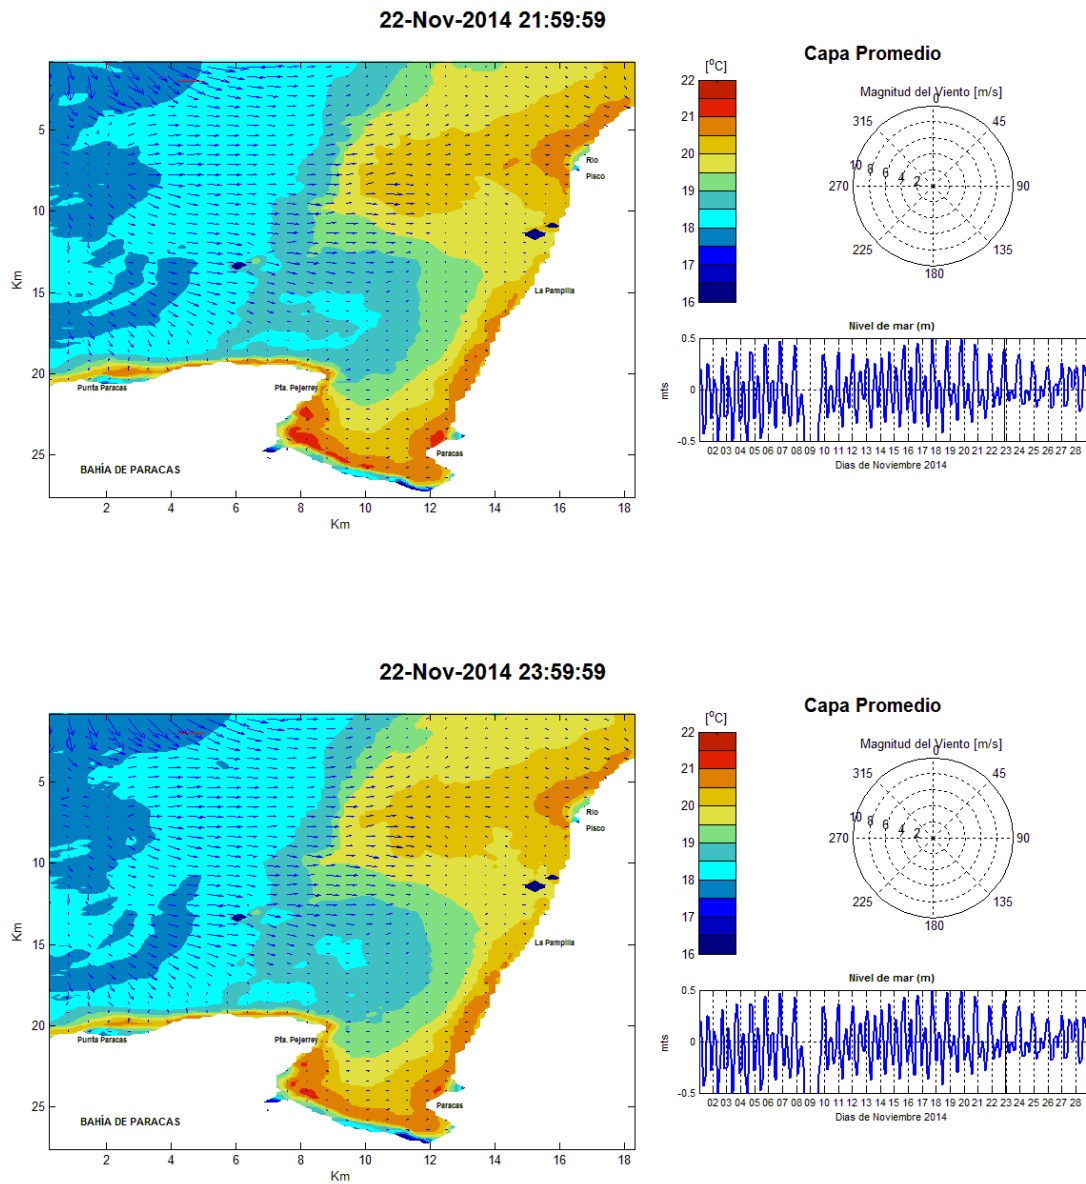 22-Nov-2014 21:59:59
Capa Promedio
[°C]
Magnitud del Viento [m/s]
22
21
20
19
18
17
16
0
45
90
135
180
225
270
315
10 8 6 4 2
5
10
15
20
25
Km
Rio
Pisco
La Pampilla
Punta Paracas
Pta. Pejerrey
Paracas
BAHÍA DE PARACAS
2 4 6 8 10 12 14 16 18
Km
Nivel de mar (m)
0.5
0
-0.5
mts
02 03 04 05 06 07 08 09 10 11 12 13 14 15 16 17 18 19 20 21 22 23 24 25 26 27 28
Dias de Noviembre 2014
22-Nov-2014 23:59:59
Capa Promedio
[°C]
Magnitud del Viento [m/s]
22
21
20
19
18
17
16
0
45
90
135
180
225
270
315
10 8 6 4 2
5
10
15
20
25
Km
Rio
Pisco
La Pampilla
Punta Paracas
Pta. Pejerrey
Paracas
BAHÍA DE PARACAS
2 4 6 8 10 12 14 16 18
Km
Nivel de mar (m)
0.5
0
-0.5
mts
02 03 04 05 06 07 08 09 10 11 12 13 14 15 16 17 18 19 20 21 22 23 24 25 26 27 28
Dias de Noviembre 2014